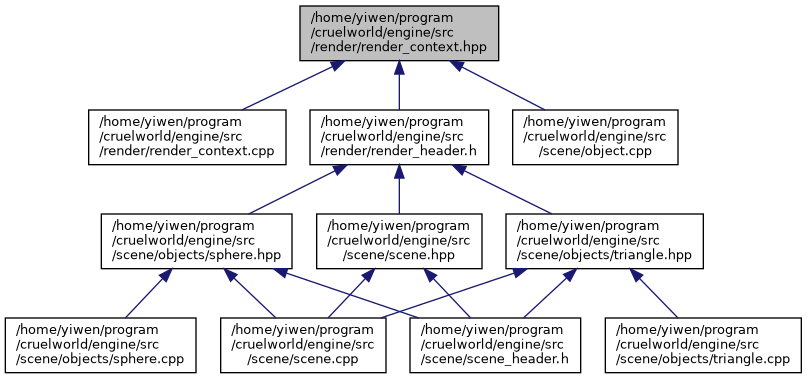 /home/yiwen/program
/cruelworld/engine/src
/render/render_context.hpp
/home/yiwen/program
/cruelworld/engine/src
/render/render_context.cpp
/home/yiwen/program
/cruelworld/engine/src
/render/render_header.h
/home/yiwen/program
/cruelworld/engine/src
/scene/object.cpp
/home/yiwen/program
/cruelworld/engine/src
/scene/objects/sphere.hpp
/home/yiwen/program
/cruelworld/engine/src
/scene/scene.hpp
/home/yiwen/program
/cruelworld/engine/src
/scene/objects/triangle.hpp
/home/yiwen/program
/cruelworld/engine/src
/scene/objects/sphere.cpp
/home/yiwen/program
/cruelworld/engine/src
/scene/scene.cpp
/home/yiwen/program
/cruelworld/engine/src
/scene/scene_header.h
/home/yiwen/program
/cruelworld/engine/src
/scene/objects/triangle.cpp